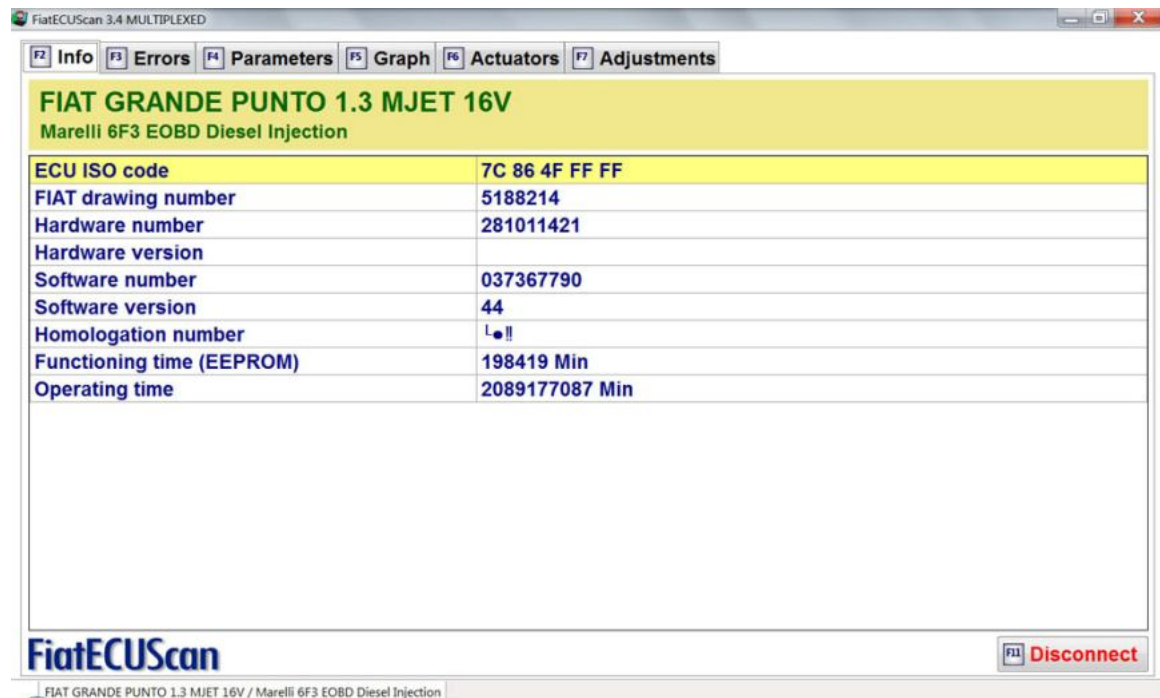 FiatECUScan 3.4 MULTIPLEXED
F2 Info F3 Errors F4 Parameters F5 Graph F6 Actuators F7 Adjustments
FIAT GRANDE PUNTO 1.3 MJET 16V
Marelli 6F3 EOBD Diesel Injection
ECU ISO code 7C 86 4F FF FF
FIAT drawing number 5188214
Hardware number 281011421
Hardware version
Software number 037367790
Software version 44
Homologation number └●‼
Functioning time (EEPROM) 198419 Min
Operating time 2089177087 Min
FiatECUScan F11 Disconnect
FIAT GRANDE PUNTO 1.3 MJET 16V / Marelli 6F3 EOBD Diesel Injection